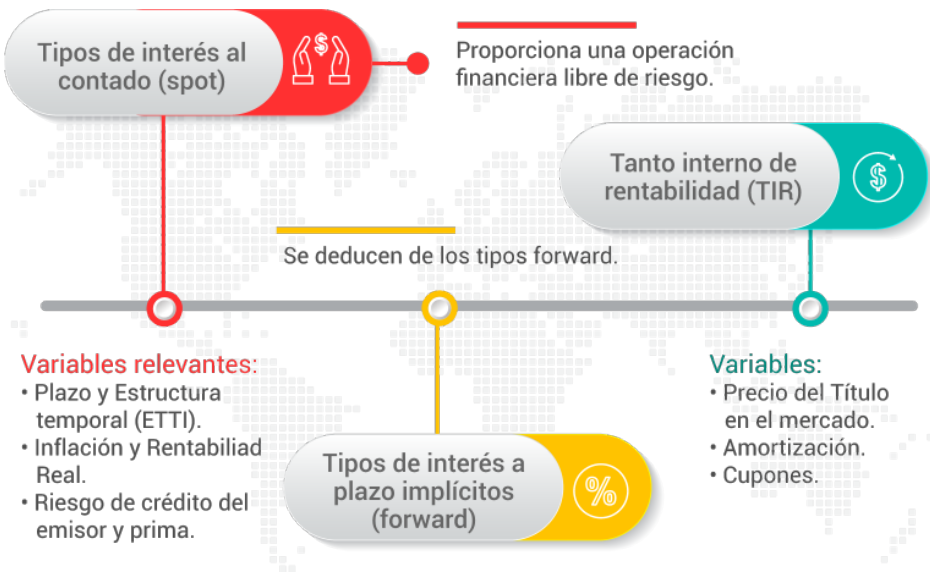 Tipos de interés al
contado (spot)
Proporciona una operación
financiera libre de riesgo.
Tanto interno de
rentabilidad (TIR)
Se deducen de los tipos forward.
Variables relevantes:
• Plazo y Estructura
temporal (ETTI).
• Inflación y Rentabiliad
Real.
• Riesgo de crédito del
emisor y prima.
Tipos de interés a
plazo implícitos
(forward)
%
Variables:
• Precio del Título
en el mercado.
• Amortización.
• Cupones.